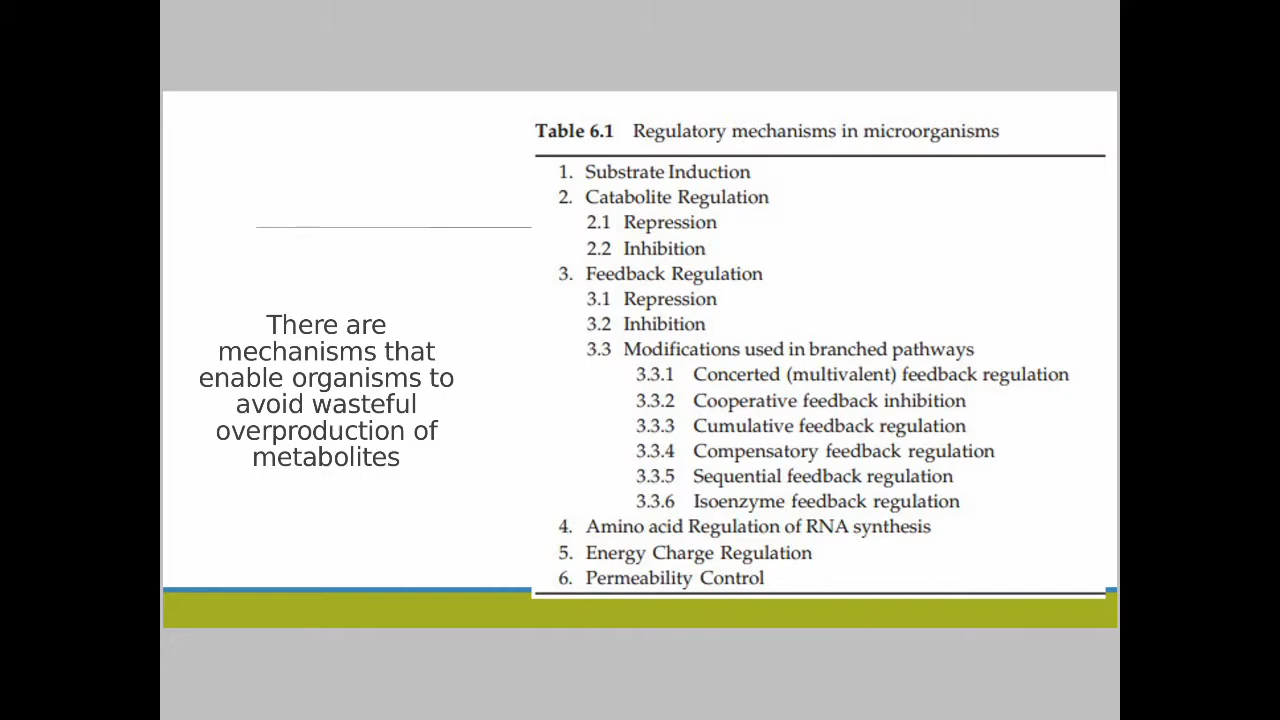 There are
mechanisms that
enable organisms to
avoid wasteful
overproduction of
metabolites
Table 6.1 Regulatory mechanisms in microorganisms
1. Substrate Induction
2. Catabolite Regulation
2.1 Repression
2.2 Inhibition
3. Feedback Regulation
3.1 Repression
3.2 Inhibition
3.3 Modifications used in branched pathways
3.3.1 Concerted (multivalent) feedback regulation
3.3.2 Cooperative feedback inhibition
3.3.3 Cumulative feedback regulation
3.3.4 Compensatory feedback regulation
3.3.5 Sequential feedback regulation
3.3.6 Isoenzyme feedback regulation
4. Amino acid Regulation of RNA synthesis
5. Energy Charge Regulation
6. Permeability Control